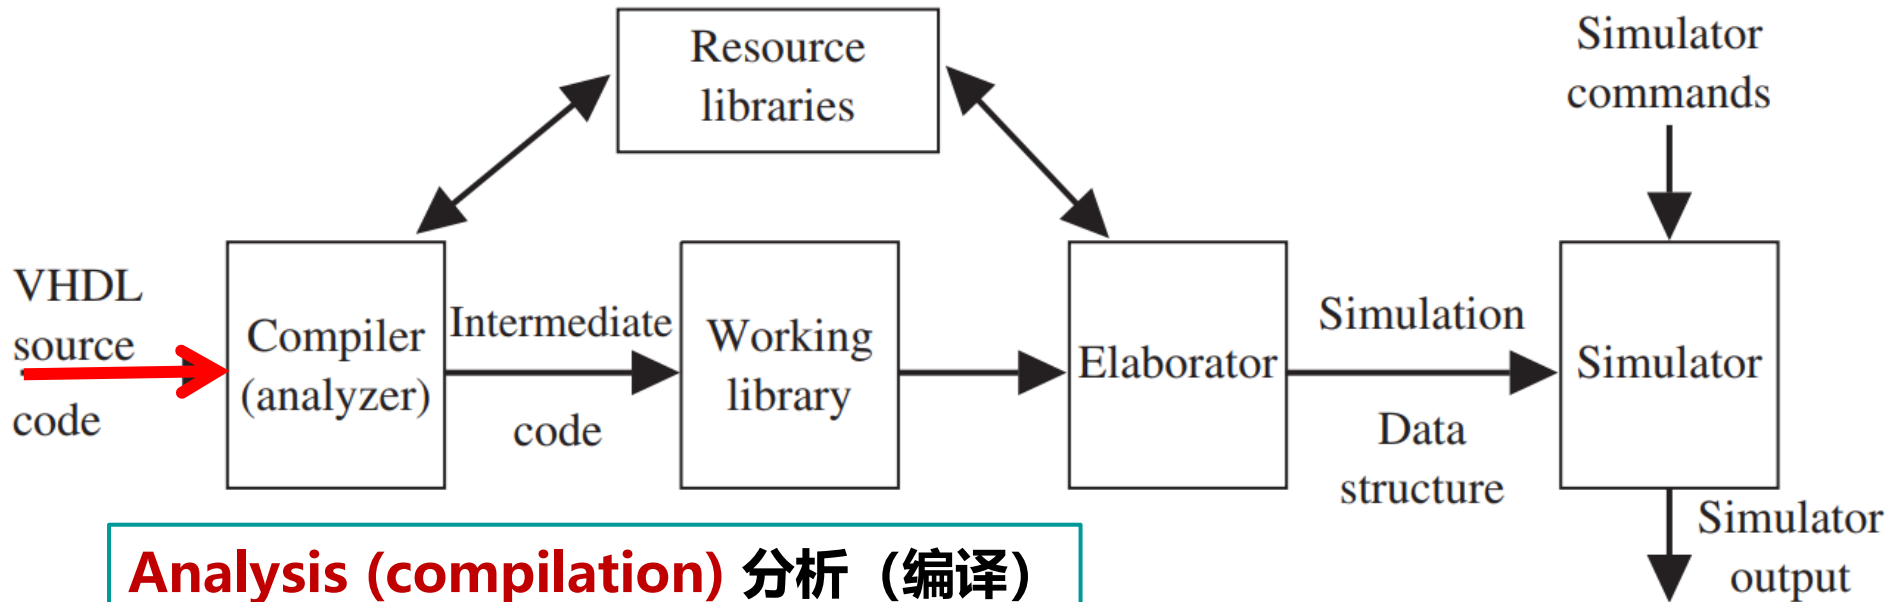 Resource
libraries
Simulator
commands
VHDL
source
code
Compiler
(analyzer)
Intermediate
code
Working
library
Elaborator
Simulation
Data
structure
Simulator
Simulator
output
Analysis (compilation) 分析（编译）